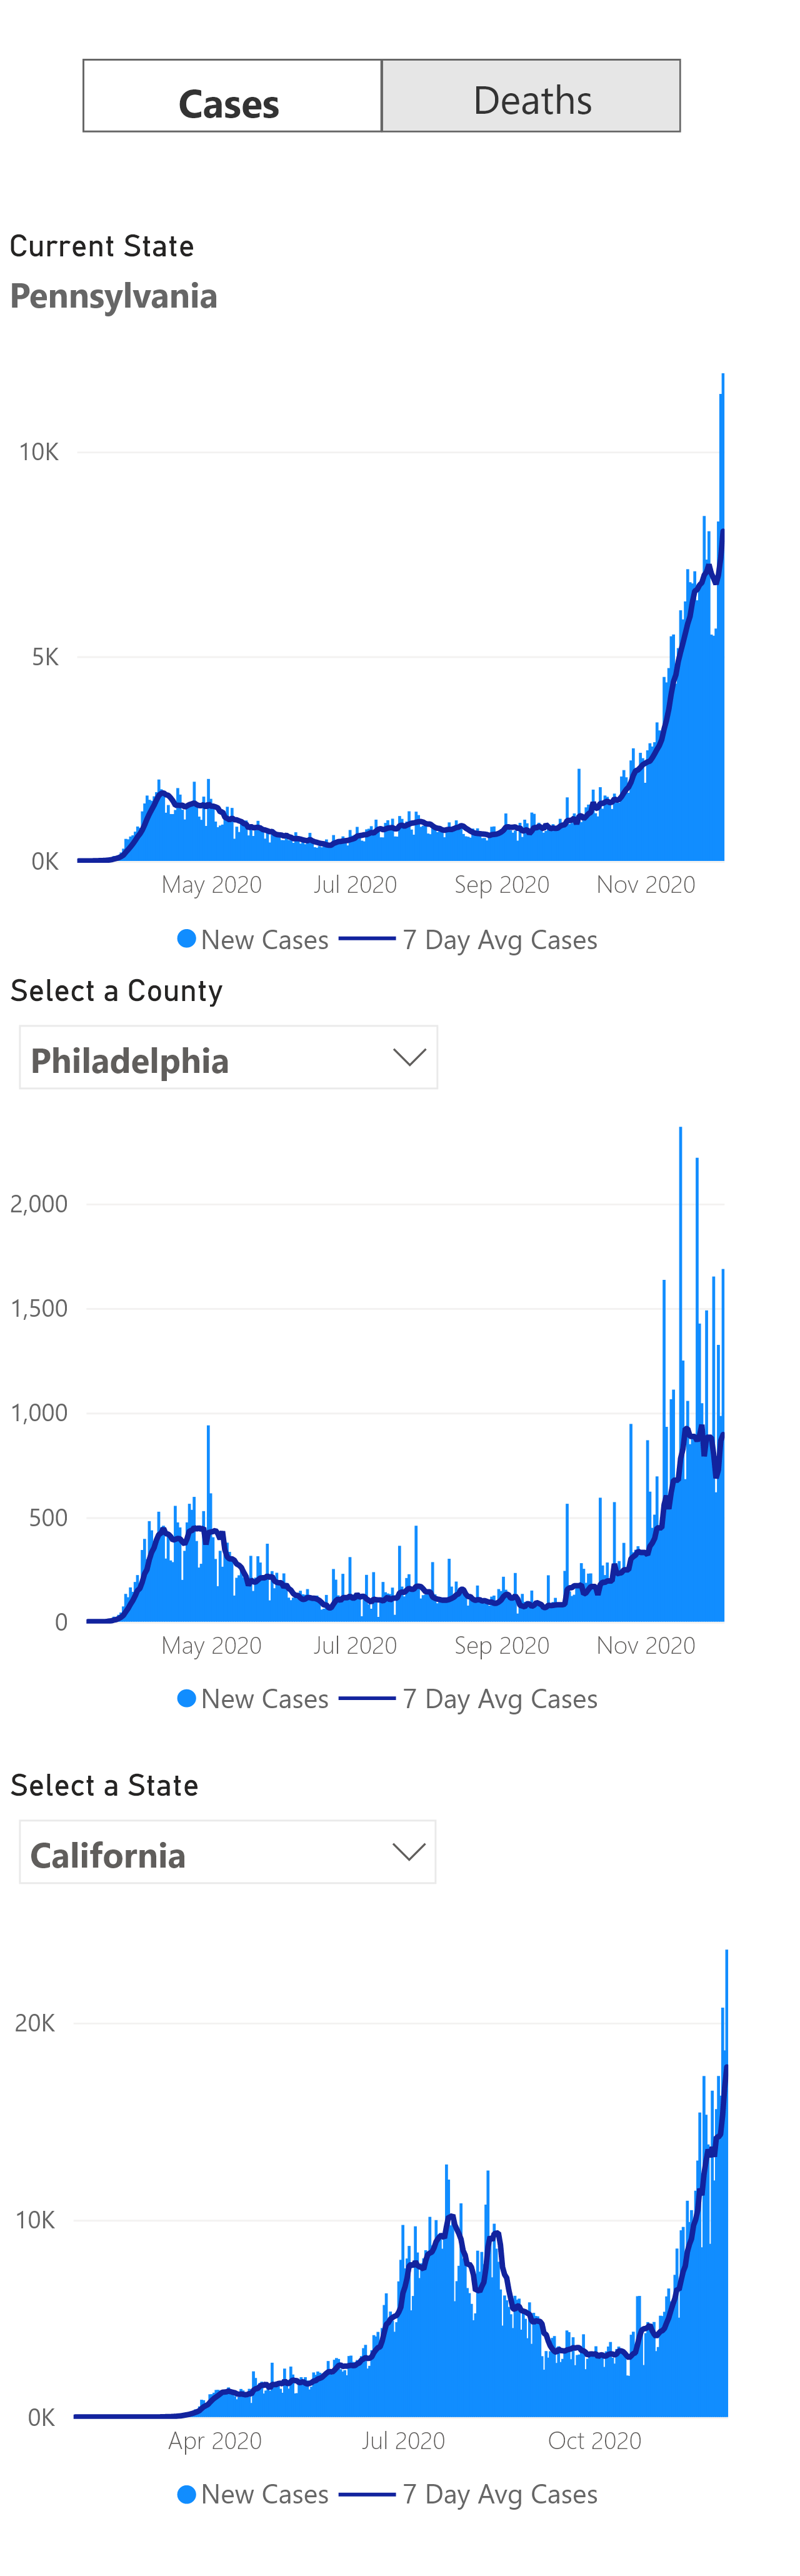 Cases Deaths
Current State
Pennsylvania
10K
5K
0K
May 2020 Jul 2020 Sep 2020 Nov 2020
New Cases 7 Day Avg Cases
Select a County
Philadelphia
2,000
1,500
1,000
500
0
May 2020 Jul 2020 Sep 2020 Nov 2020
New Cases 7 Day Avg Cases
Select a State
California
20K
10K
0K
Apr 2020 Jul 2020 Oct 2020
New Cases 7 Day Avg Cases